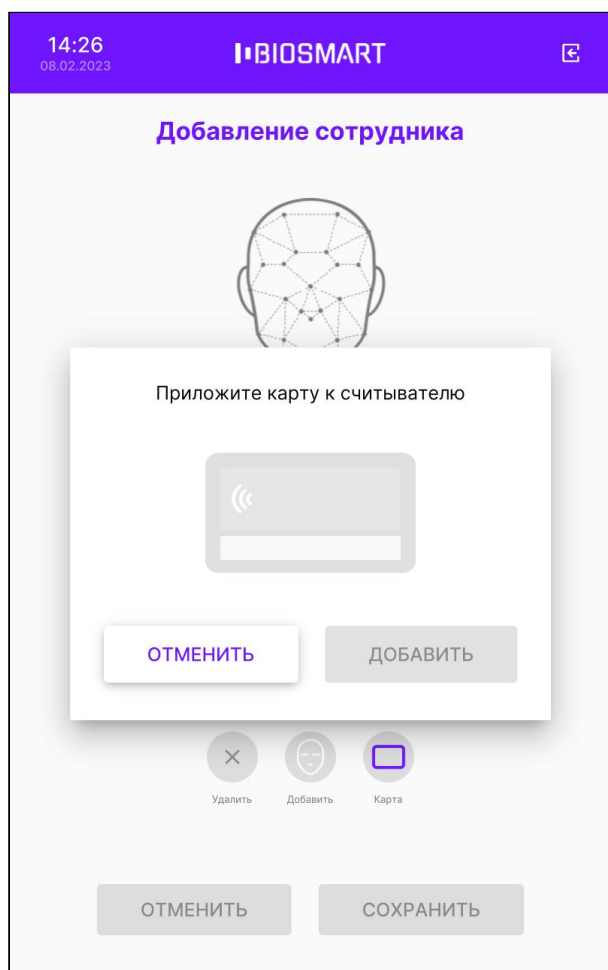 14:26
08.02.2023
BIOSMART
Добавление сотрудника
Приложите карту к считывателю
ОТМЕНИТЬ
ДОБАВИТЬ
Удалить
Добавить
Карта
ОТМЕНИТЬ
СОХРАНИТЬ